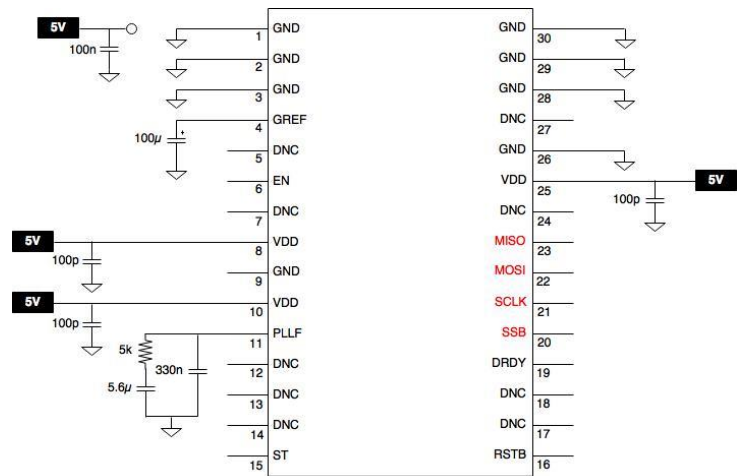 5V
100n
GND
1
GND
2
GND
3
GREF
4
100µ
+
DNC
5
EN
6
DNC
7
5V
VDD
8
100p
GND
9
5V
VDD
10
100p
PLLF
11
5k
330n
5.6µ
DNC
12
DNC
13
DNC
14
ST
15
GND
30
GND
29
GND
28
DNC
27
GND
26
VDD
25
5V
100p
DNC
24
MISO
23
MOSI
22
SCLK
21
SSB
20
DRDY
19
DNC
18
DNC
17
RSTB
16